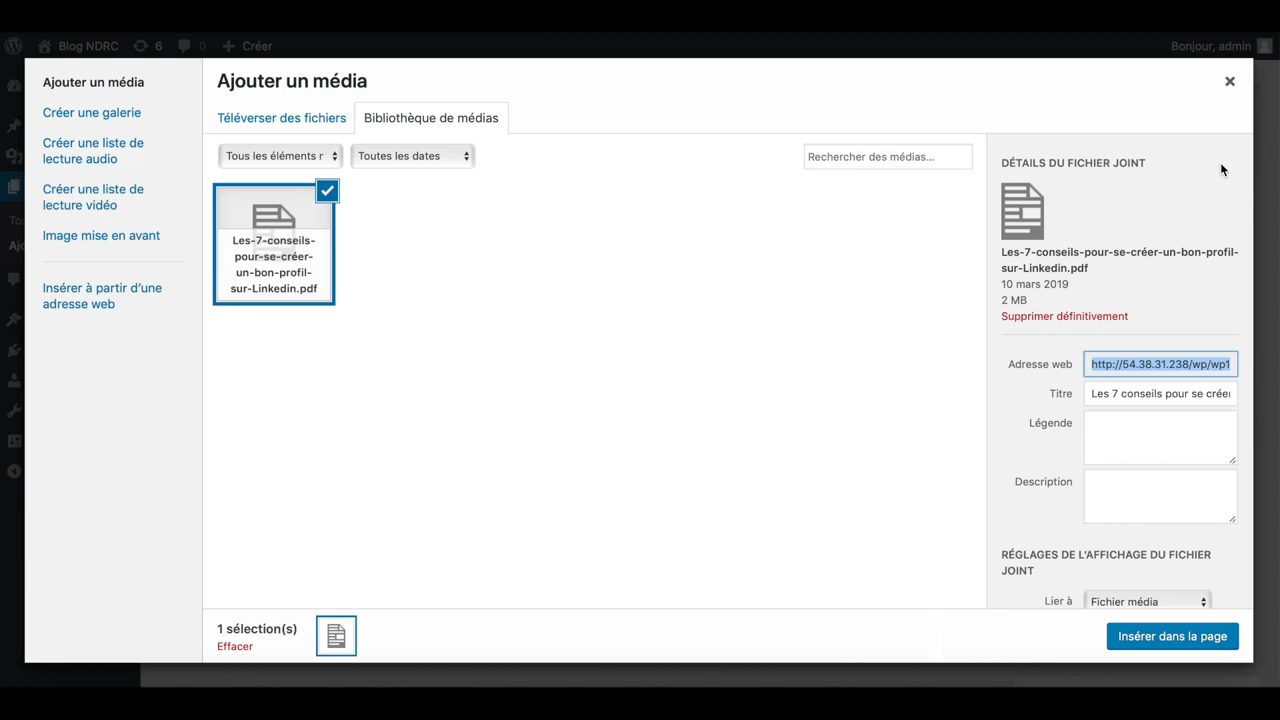 Blog NDRC 6 0 Créer Bonjour, admin
Ajouter un média
Créer une galerie
Créer une liste de
lecture audio
Créer une liste de
lecture vidéo
Image mise en avant
Insérer à partir d'une
adresse web
Ajouter un média
Téléverser des fichiers Bibliothèque de médias
Tous les éléments r Toutes les dates Rechercher des médias...
Les-7-conseils-
pour-se-créer-
un-bon-profil-
sur-Linkedin.pdf
DÉTAILS DU FICHIER JOINT
Les-7-conseils-pour-se-créer-un-bon-profil-
sur-Linkedin.pdf
10 mars 2019
2 MB
Supprimer définitivement
Adresse web http://54.38.31.238/wp/wp1
Titre Les 7 conseils pour se créer
Légende
Description
RÉGLAGES DE L'AFFICHAGE DU FICHIER
JOINT
Lier à Fichier média
1 sélection(s)
Effacer
Insérer dans la page